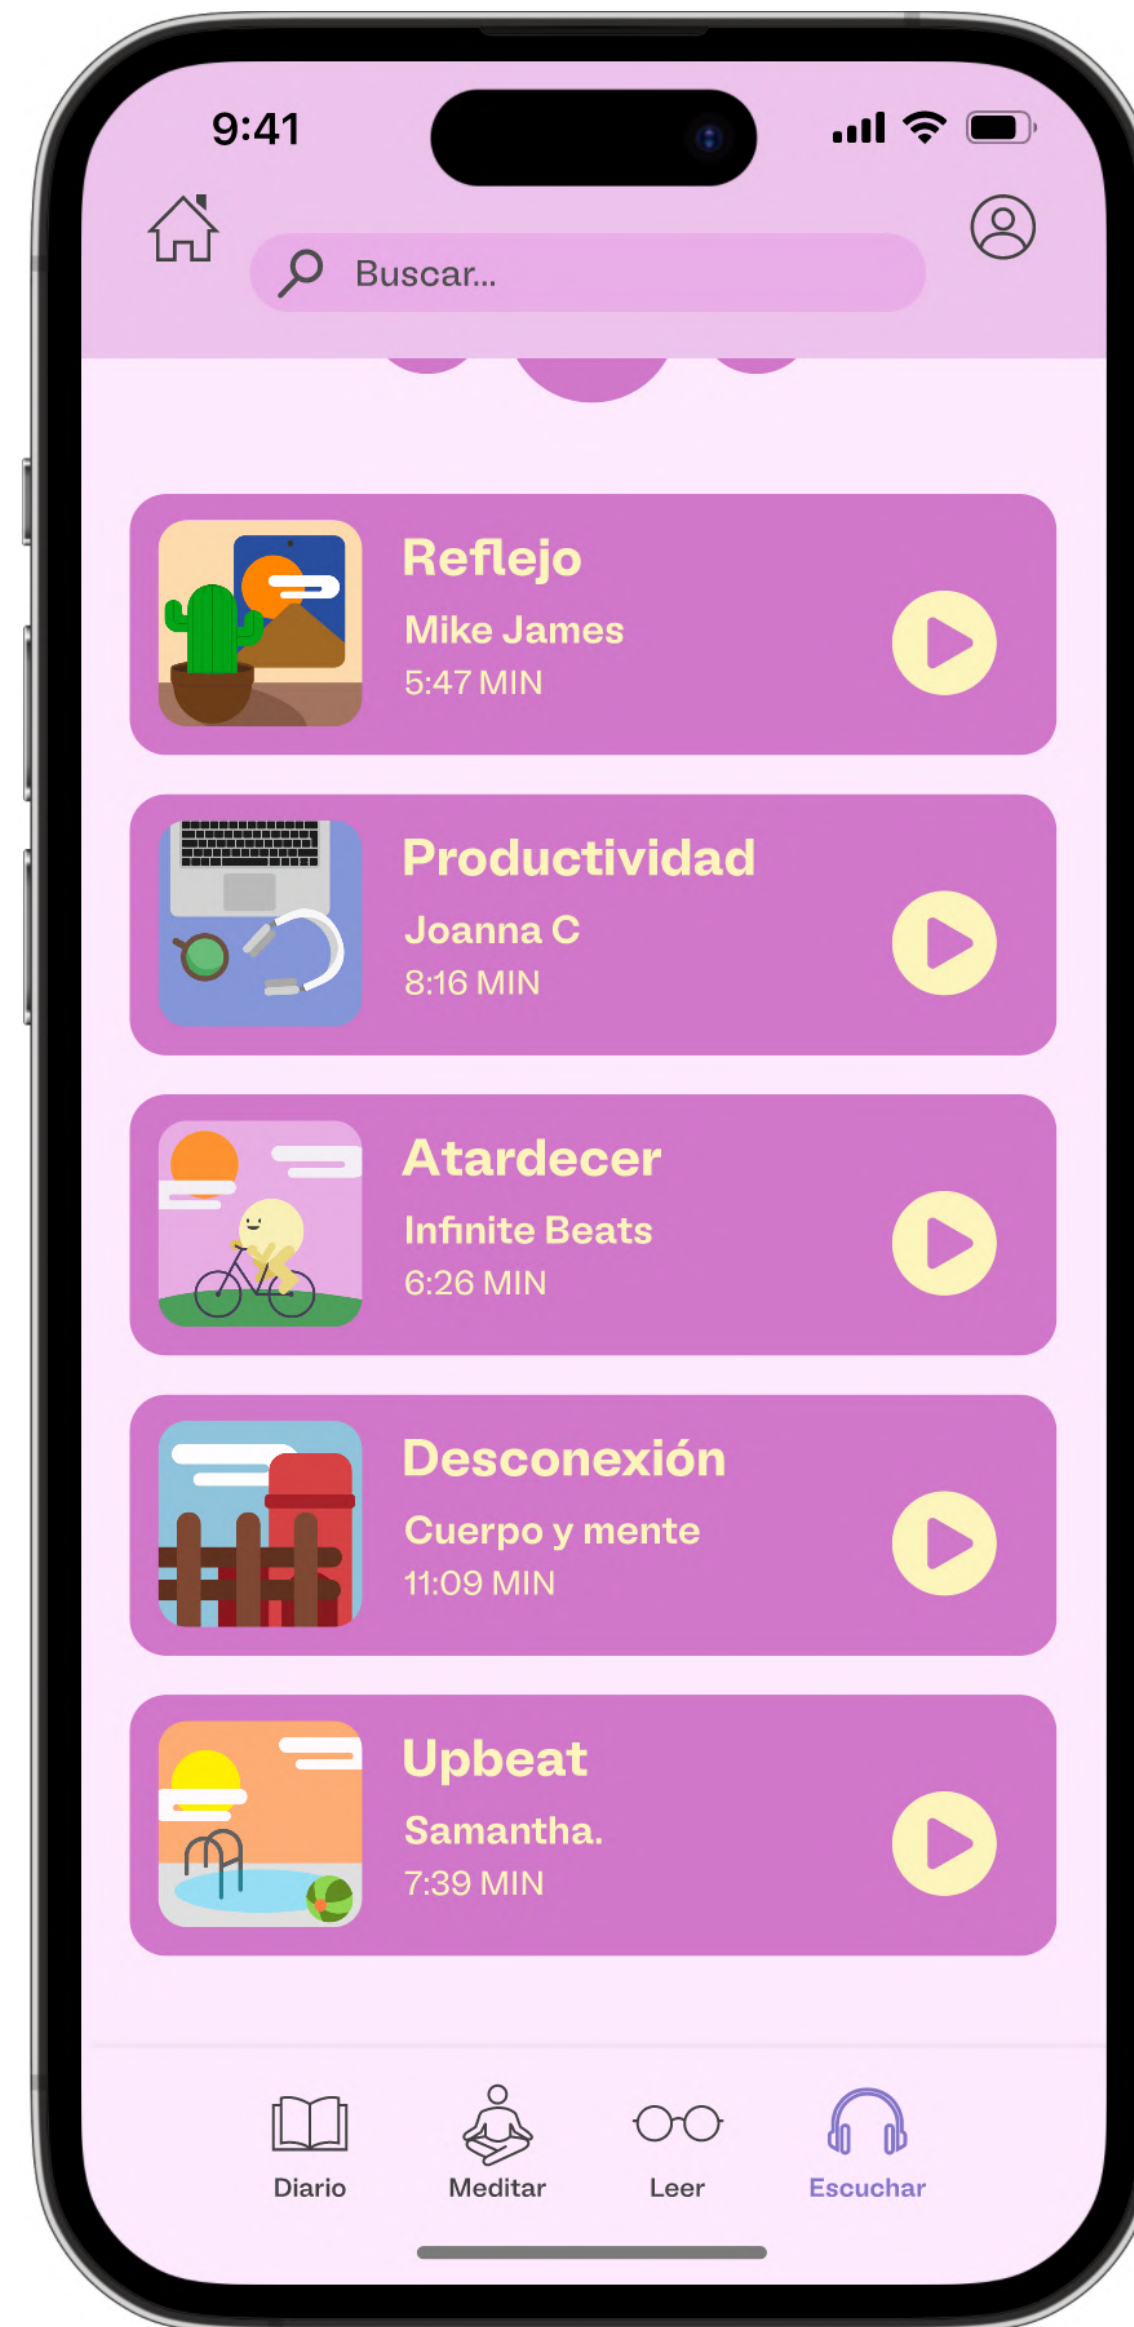 9:41
Buscar...
Reflejo
Mike James
5:47 MIN
Productividad
Joanna C
8:16 MIN
Atardecer
Infinite Beats
6:26 MIN
Desconexión
Cuerpo y mente
11:09 MIN
Upbeat
Samantha.
7:39 MIN
Diario Meditar Leer Escuchar